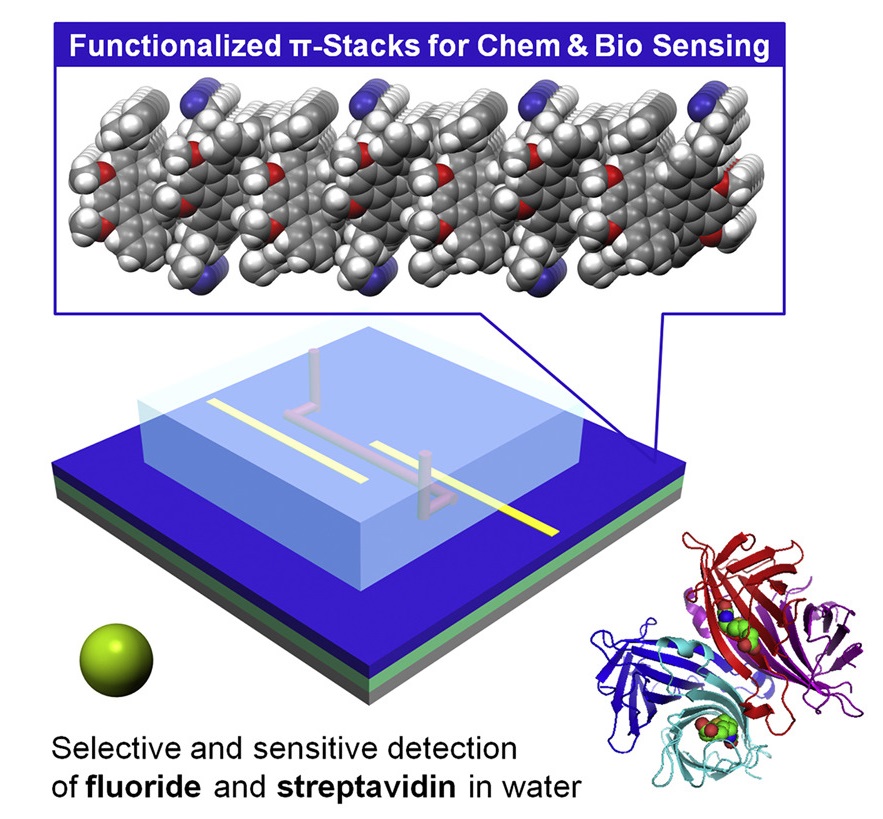 Functionalized π-Stacks for Chem & Bio Sensing
Selective and sensitive detection
of fluoride and streptavidin in water